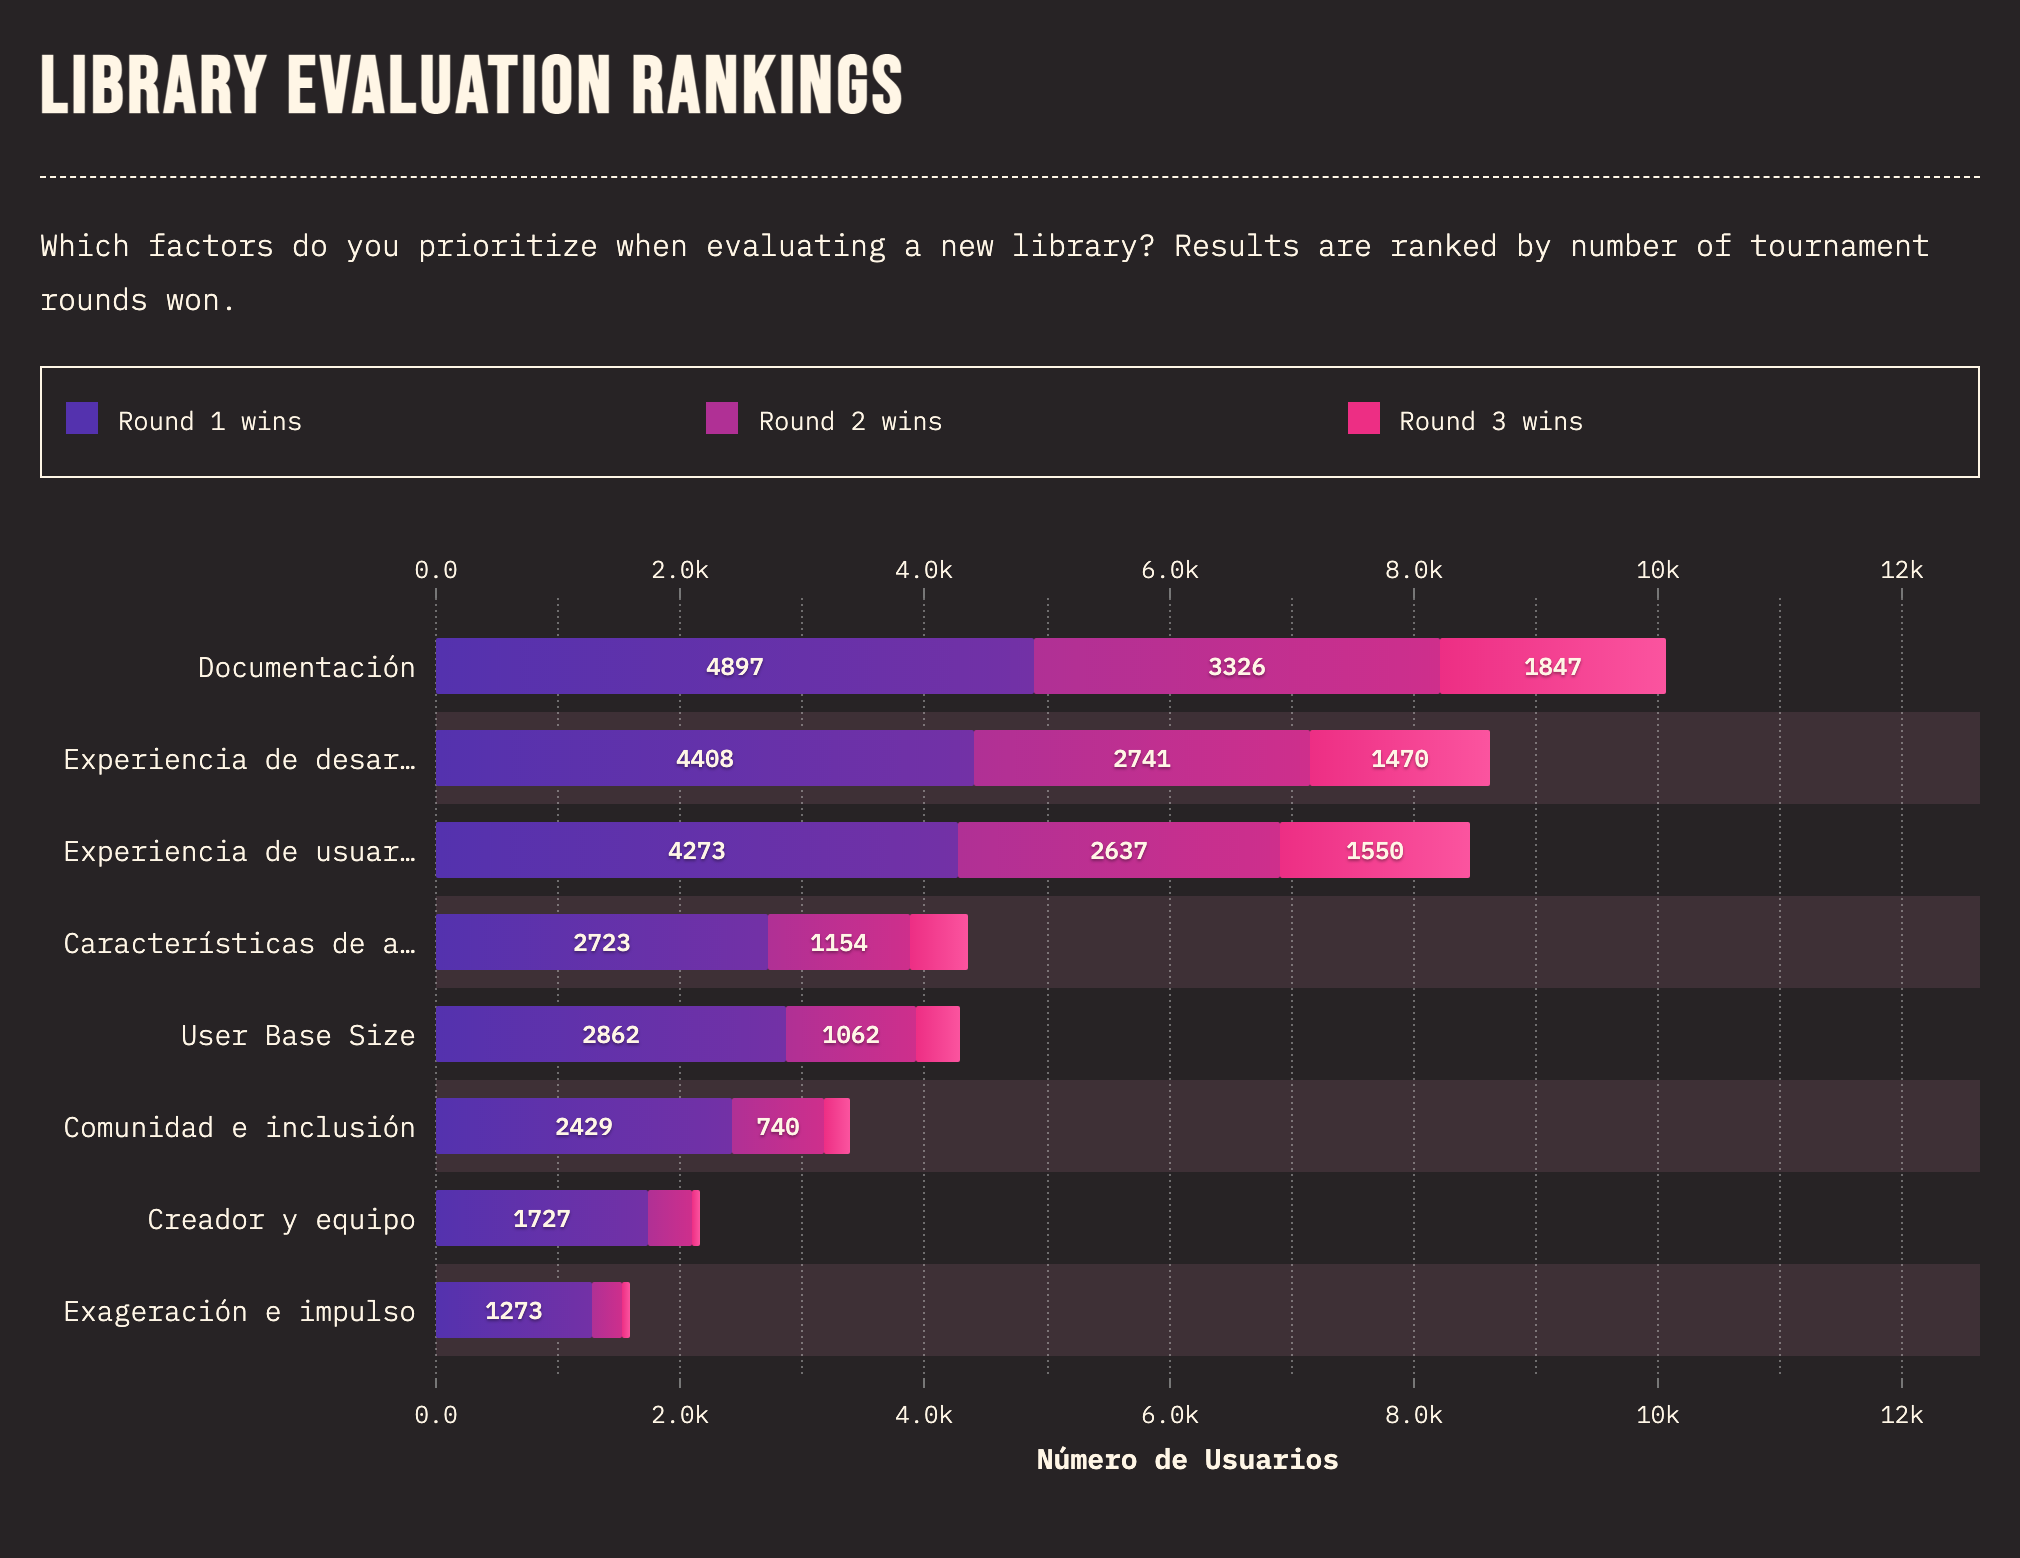 LIBRARY EVALUATION RANKINGS
Which factors do you prioritize when evaluating a new library? Results are ranked by number of tournament
rounds won.
Round 1 wins Round 2 wins Round 3 wins
0.0 2.0k 4.0k 6.0k 8.0k 10k 12k
Documentación 4897 3326 1847
Experiencia de desar… 4408 2741 1470
Experiencia de usuar… 4273 2637 1550
Características de a… 2723 1154
User Base Size 2862 1062
Comunidad e inclusión 2429 740
Creador y equipo 1727
Exageración e impulso 1273
0.0 2.0k 4.0k 6.0k 8.0k 10k 12k
Número de Usuarios